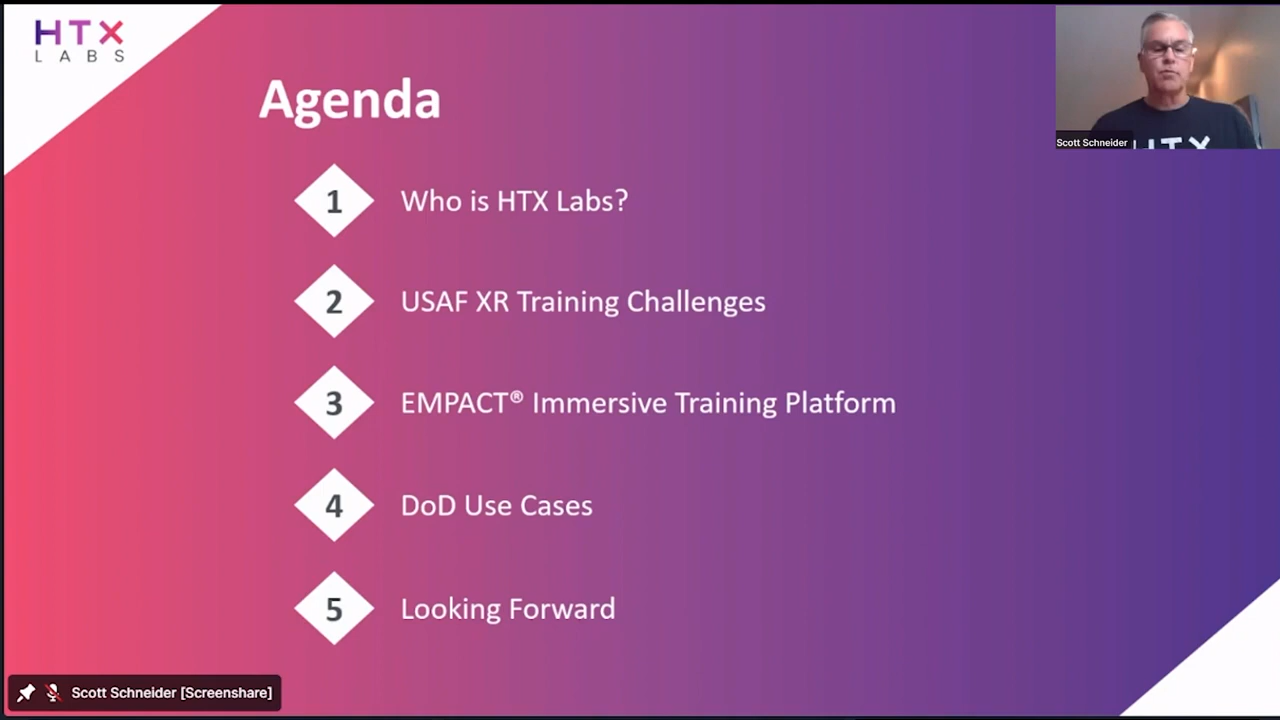 HTX
LABS
Agenda
1 Who is HTX Labs?
2 USAF XR Training Challenges
3 EMPACT® Immersive Training Platform
4 DoD Use Cases
5 Looking Forward
Scott Schneider
HTX
Scott Schneider [Screenshare]